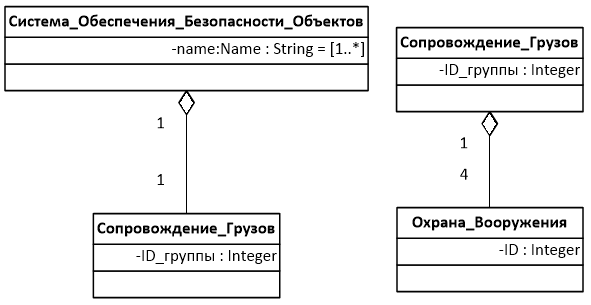 Система_Обеспечения_Безопасности_Объектов
-name:Name : String = [1..*]
1
1
Сопровождение_Грузов
-ID_группы : Integer
Сопровождение_Грузов
-ID_группы : Integer
1
4
Охрана_Вооружения
-ID : Integer